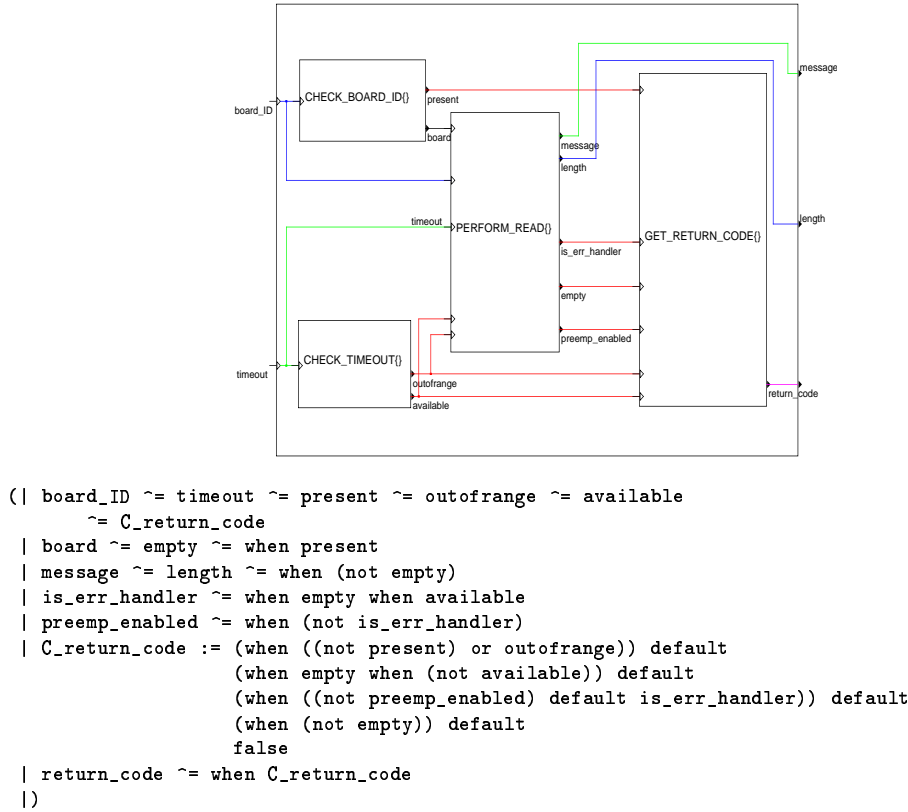 message
CHECK_BOARD_ID{}
present
board_ID
board
message
length
length
timeout
PERFORM_READ{}
GET_RETURN_CODE{}
is_err_handler
empty
preemp_enabled
CHECK_TIMEOUT{}
timeout
outofrange
return_code
available
(| board_ID ^= timeout ^= present ^= outofrange ^= available
^= C_return_code
| board ^= empty ^= when present
| message ^= length ^= when (not empty)
| is_err_handler ^= when empty when available
| preemp_enabled ^= when (not is_err_handler)
| C_return_code := (when ((not present) or outofrange)) default
(when empty when (not available)) default
(when ((not preemp_enabled) default is_err_handler)) default
(when (not empty)) default
false
| return_code ^= when C_return_code
|)